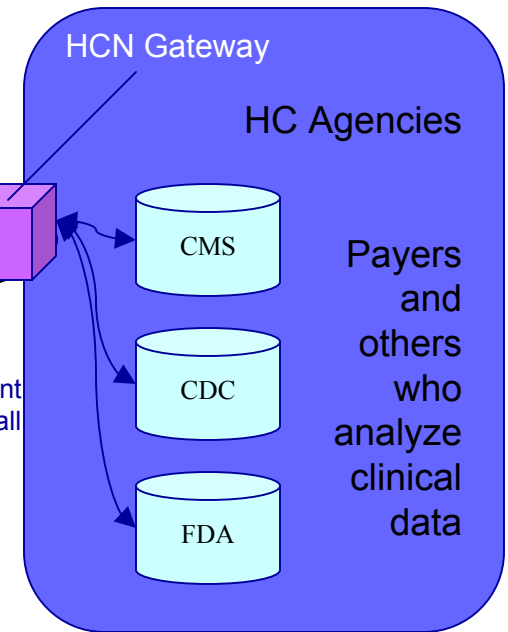 HCN Gateway
HC Agencies
CMS
Payers
and
others
who
analyze
clinical
data
CDC
FDA